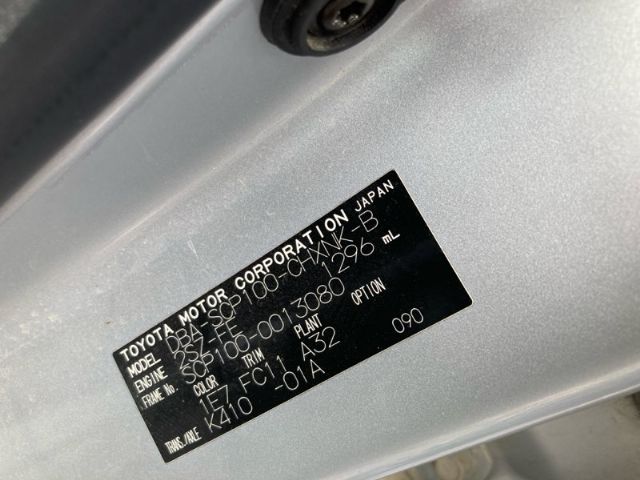 TOYOTA MOTOR CORPORATION JAPAN
MODEL DBA-SCP100-CHXNK-B
ENGINE 2SZ-FE 1296 mL
FRAME No. SCP100-0013080
COLOR TRIM PLANT OPTION
1E7 FC11 A32 090
TRANS./AXLE K410 -01A